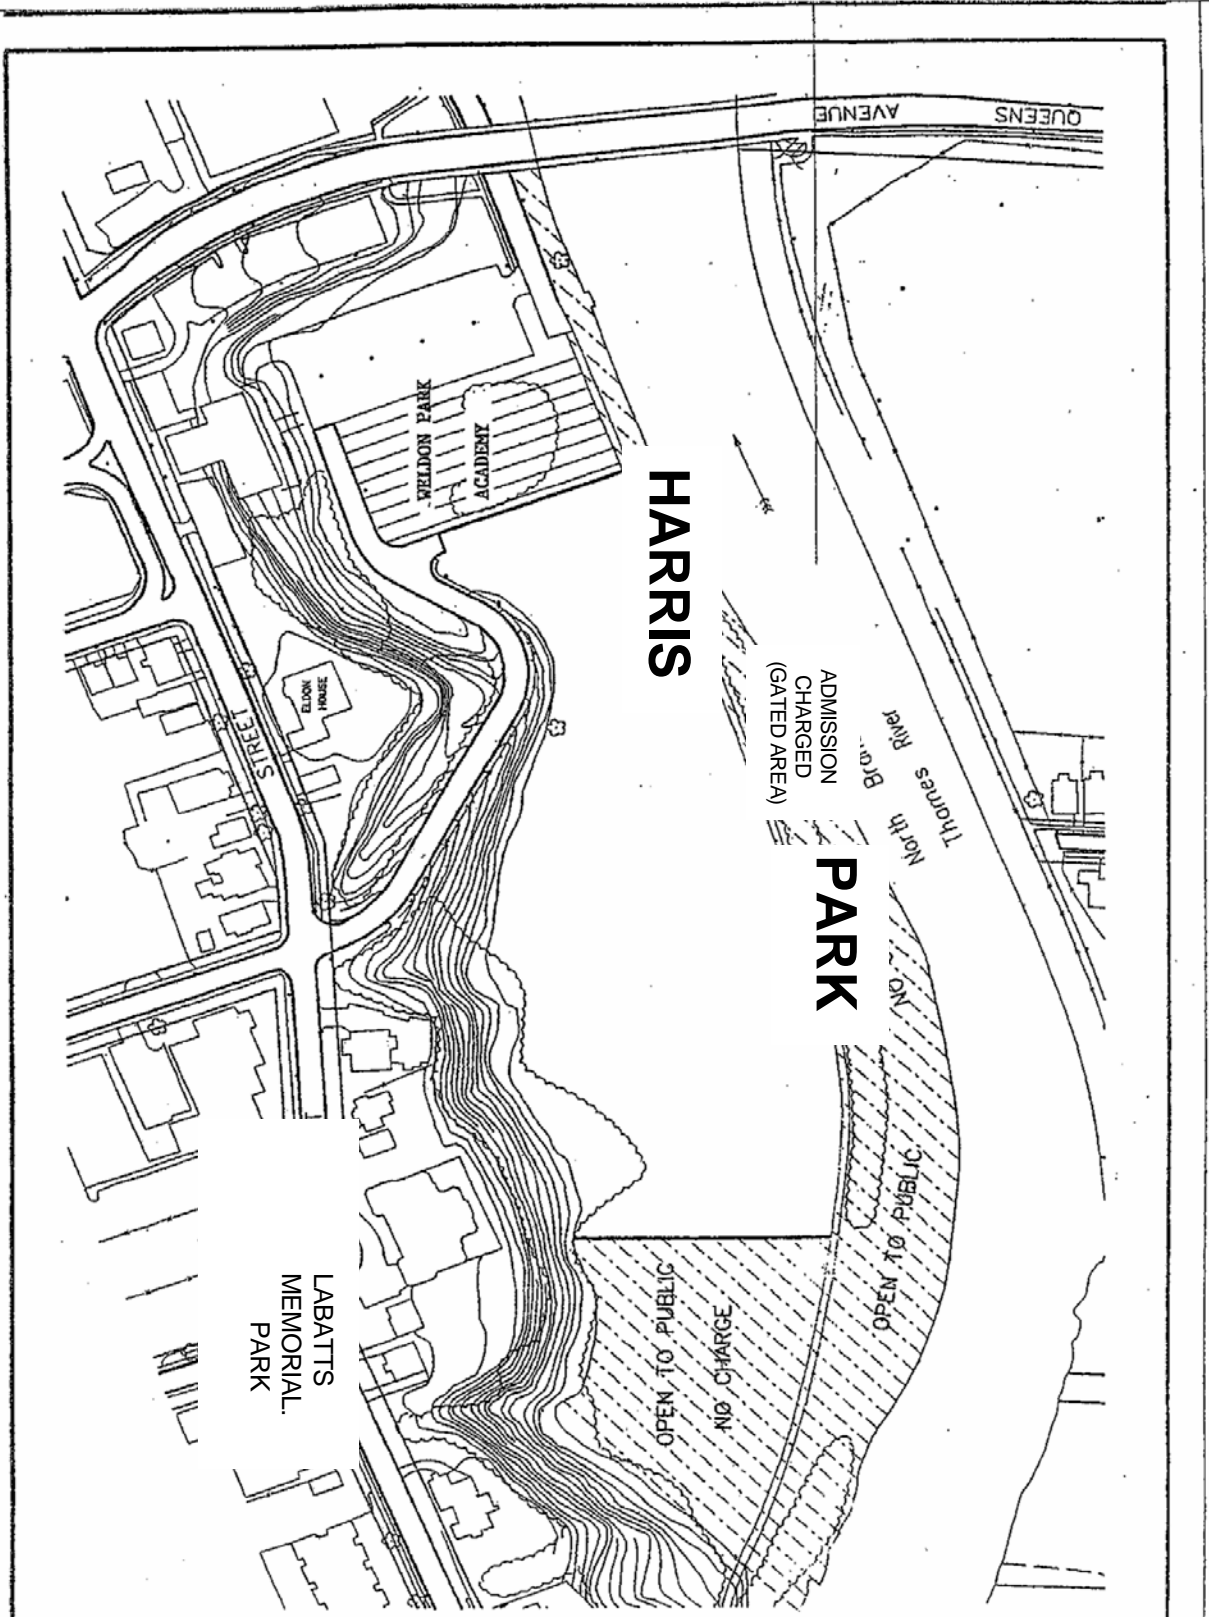 QUEENS AVENUE
WELDON PARK
ACADEMY
HARRIS
PARK
ADMISSION
CHARGED
(GATED AREA)
North
Thames River
ELDON
HOUSE
STREET
NO
OPEN TO PUBLIC
NO CHARGE
OPEN TO PUBLIC
LABATTS
MEMORIAL.
PARK